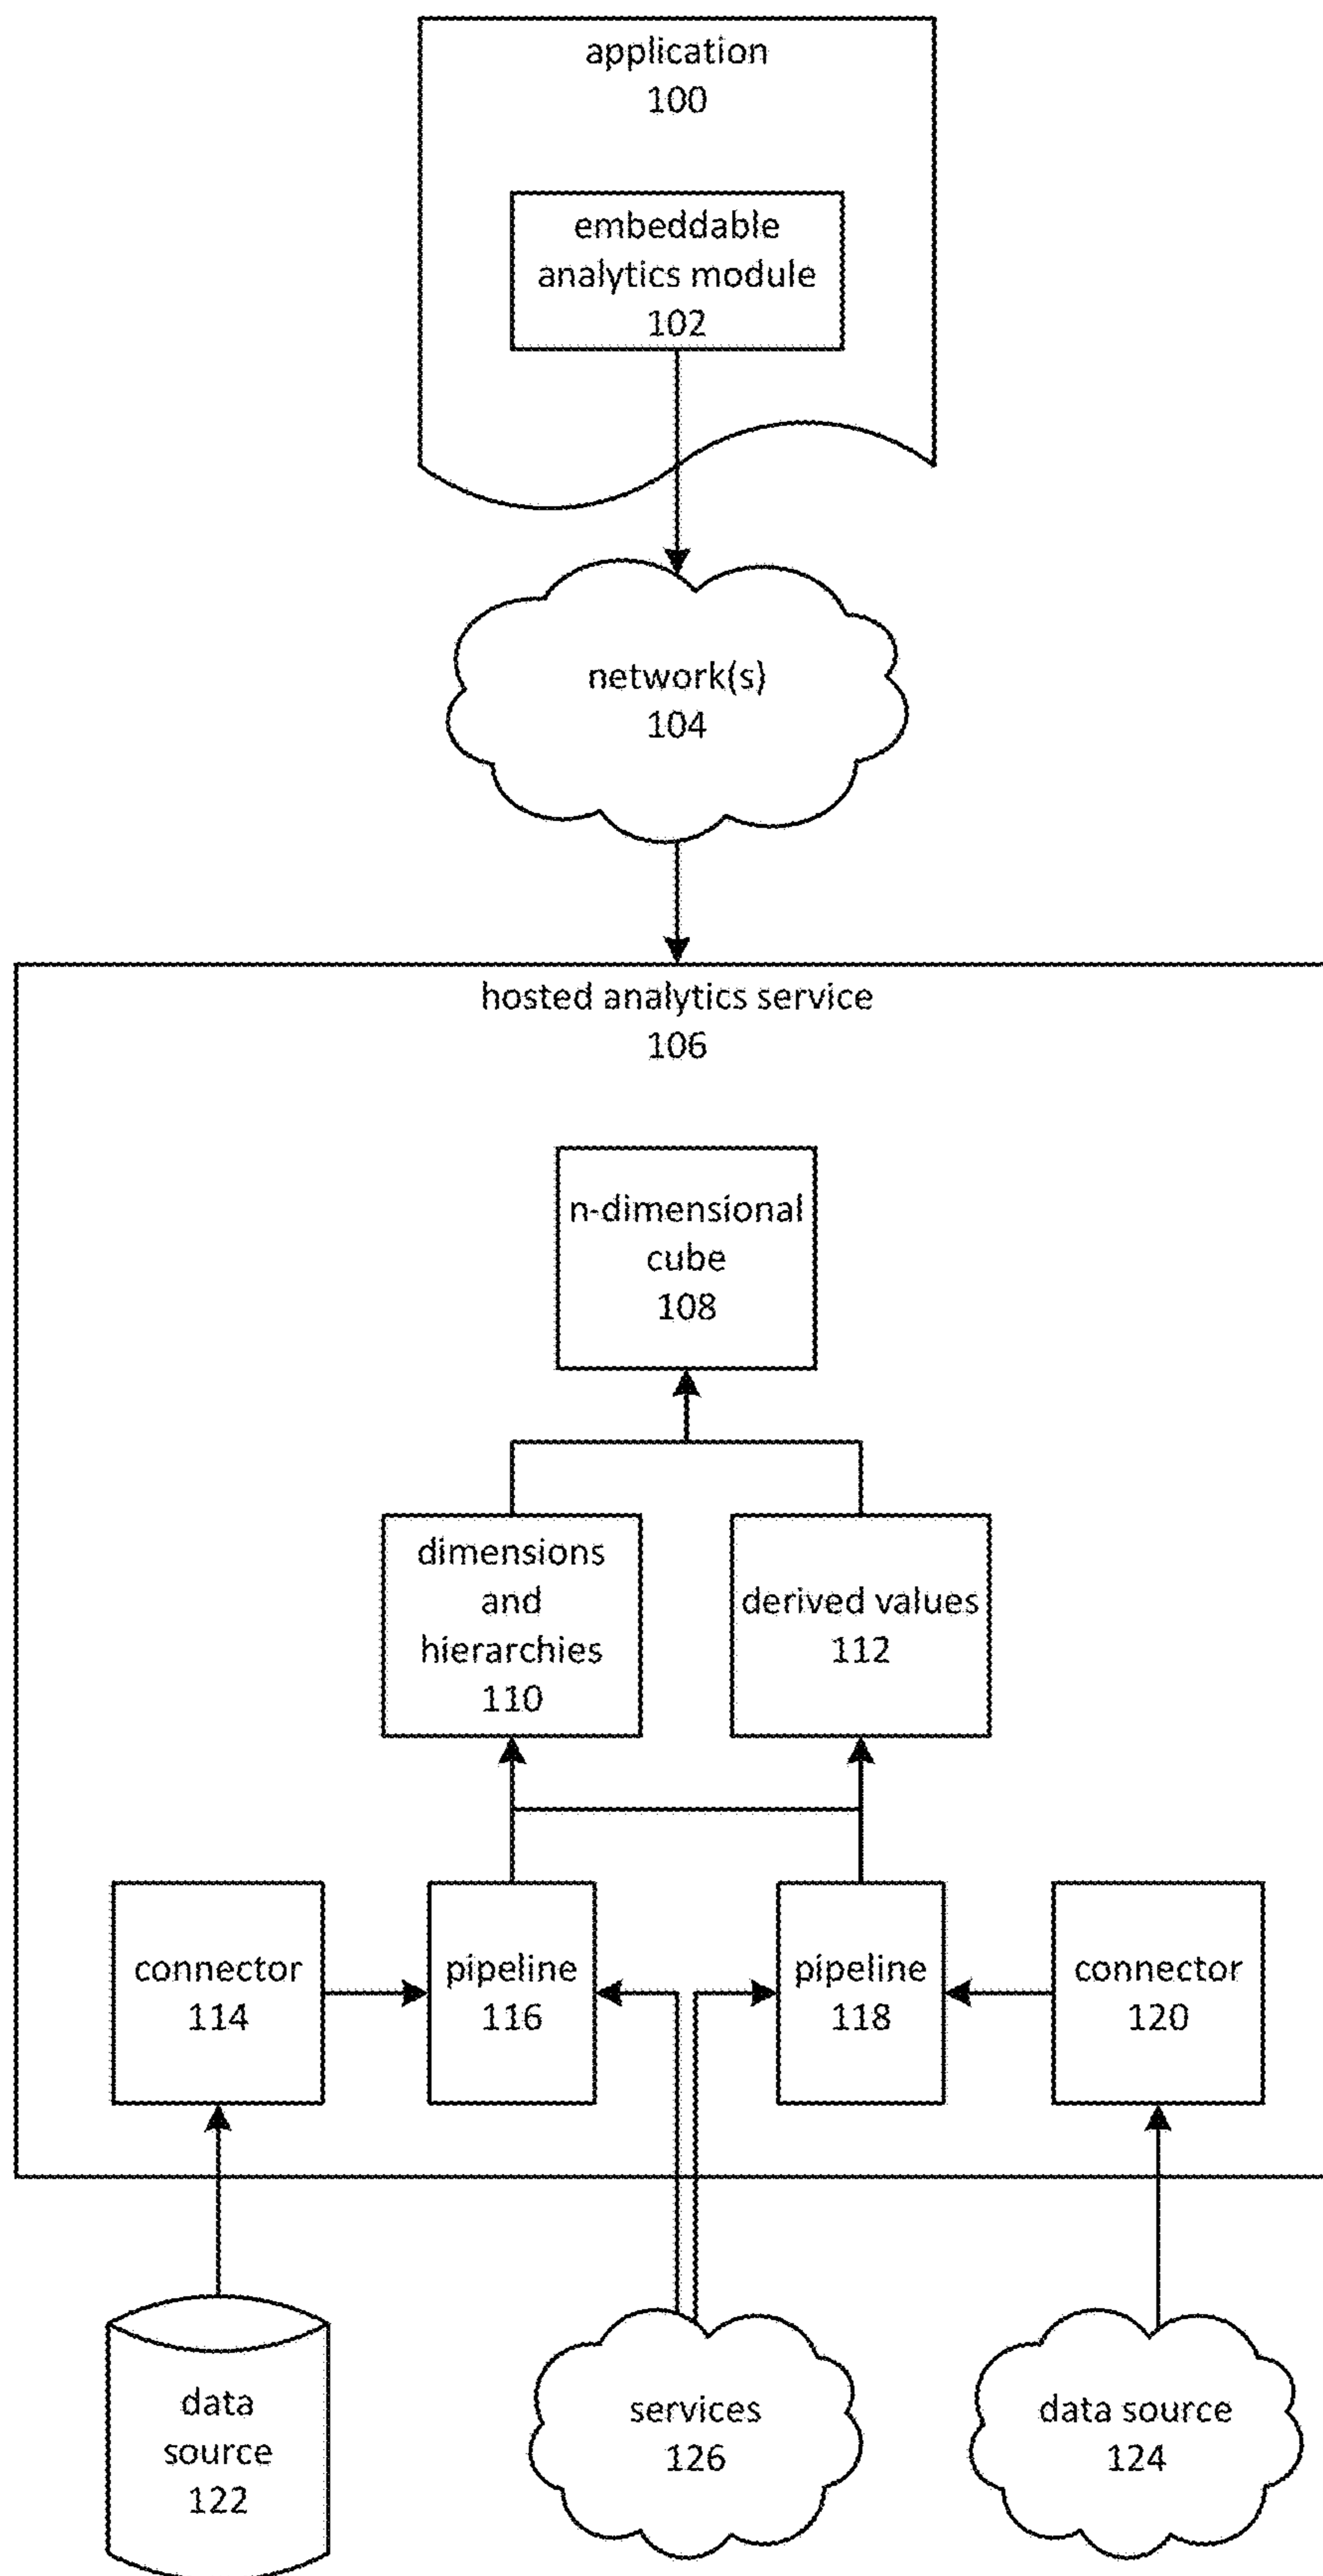 application
100
embeddable
analytics module
102
network(s)
104
hosted analytics service
106
n-dimensional
cube
108
dimensions
and
hierarchies
110
derived values
112
connector
114
pipeline
116
pipeline
118
connector
120
data
source
122
services
126
data source
124